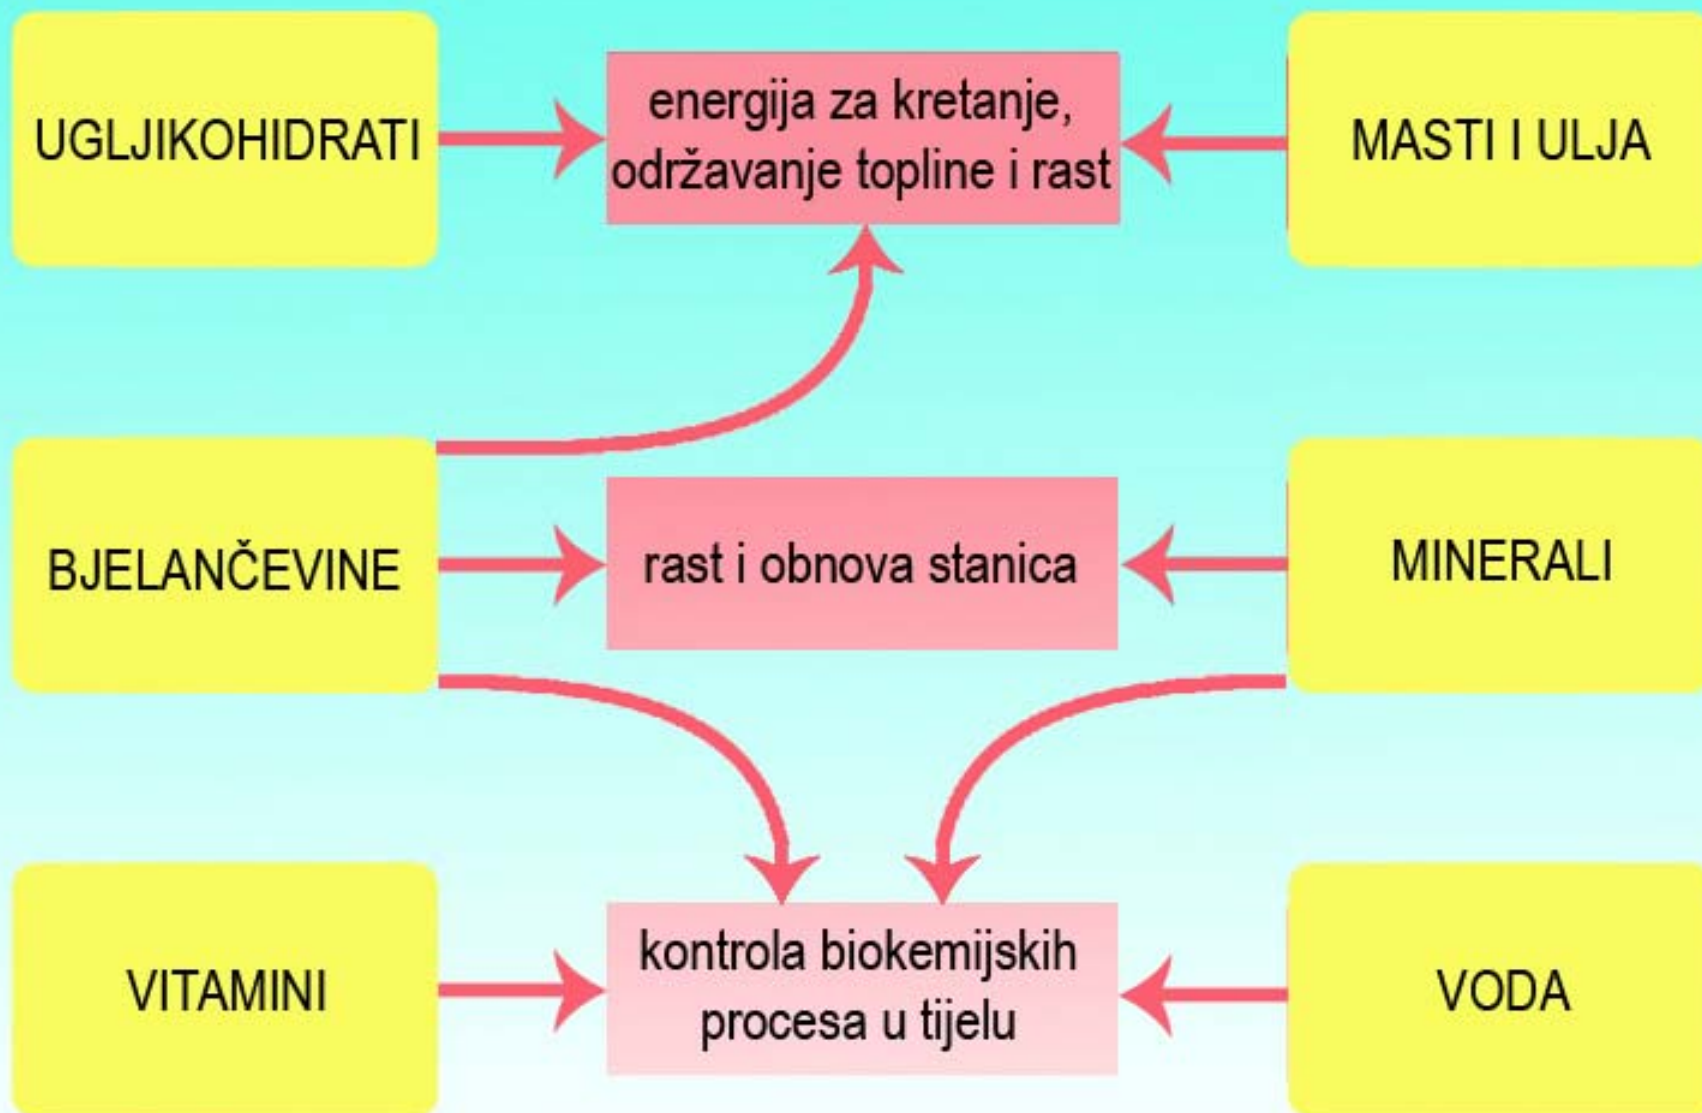 UGLJIKOHIDRATI
energija za kretanje,
održavanje topline i rast
MASTI I ULJA
BJELANČEVINE
rast i obnova stanica
MINERALI
VITAMINI
kontrola biokemijskih
procesa u tijelu
VODA